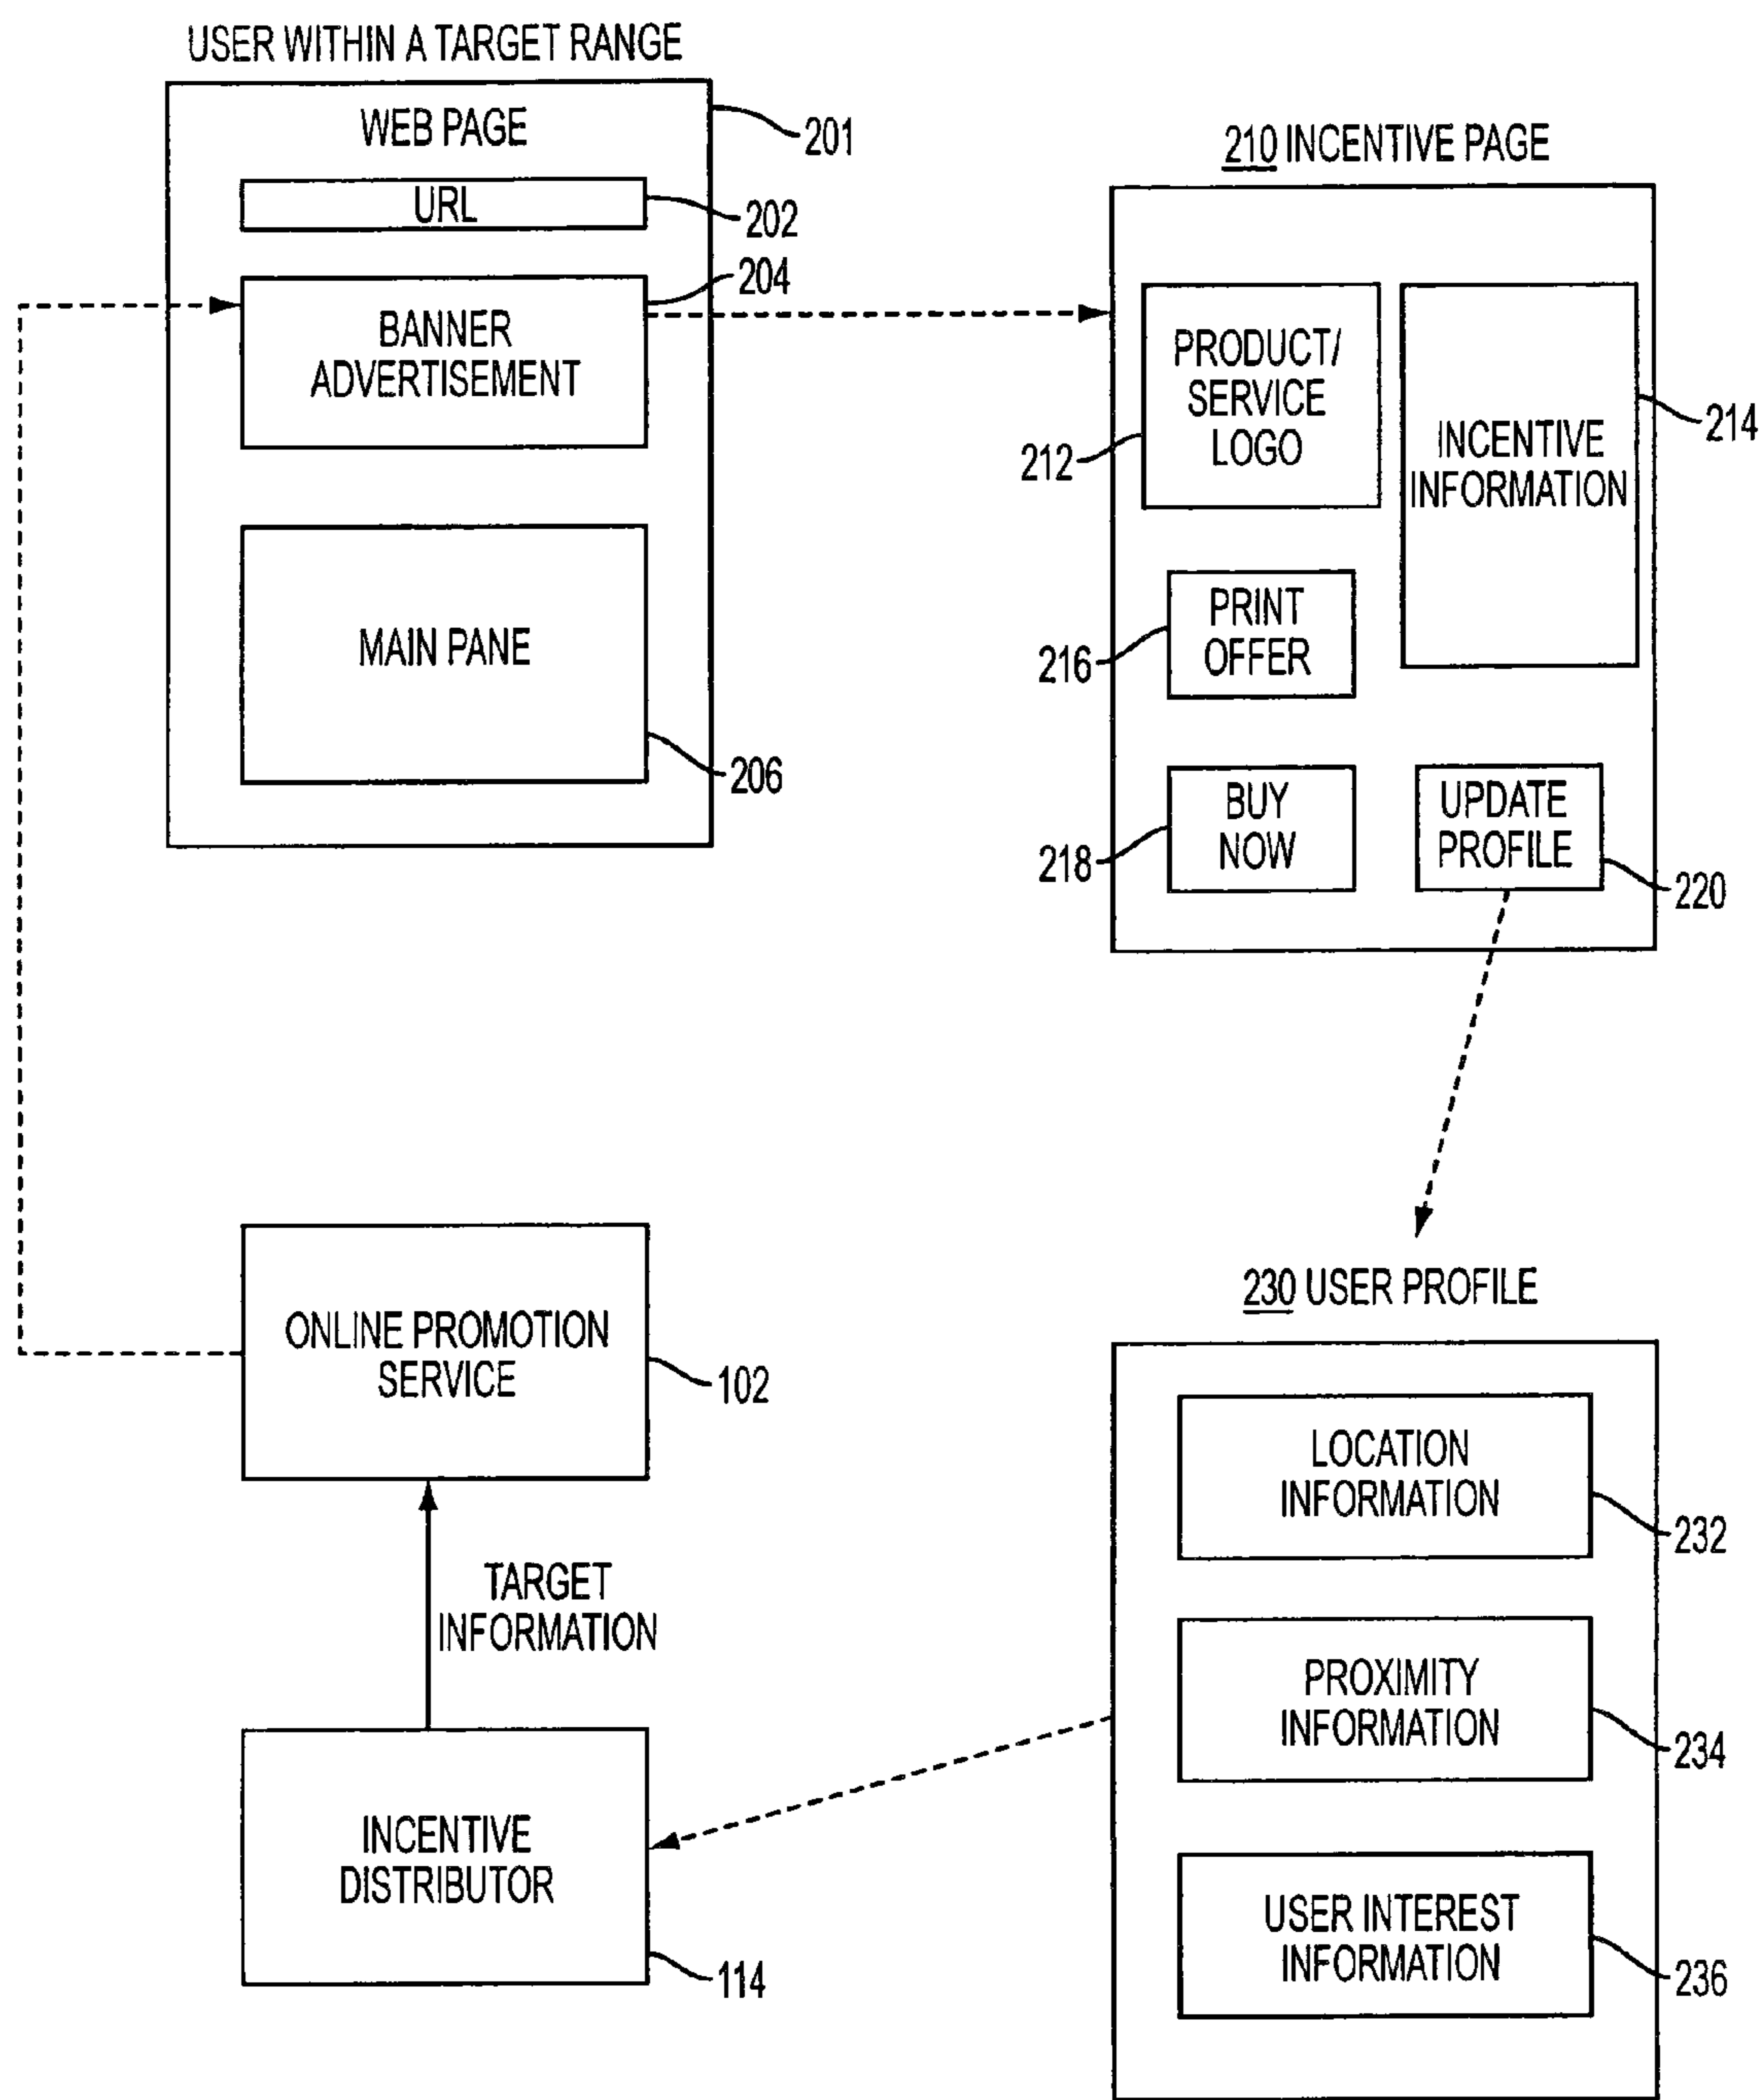 USER WITHIN A TARGET RANGE
WEB PAGE
201
URL
202
204
BANNER
ADVERTISEMENT
MAIN PANE
206
210 INCENTIVE PAGE
PRODUCT/
SERVICE
LOGO
212
INCENTIVE
INFORMATION
214
PRINT
OFFER
216
BUY
NOW
218
UPDATE
PROFILE
220
ONLINE PROMOTION
SERVICE
102
TARGET
INFORMATION
INCENTIVE
DISTRIBUTOR
114
230 USER PROFILE
LOCATION
INFORMATION
232
PROXIMITY
INFORMATION
234
USER INTEREST
INFORMATION
236